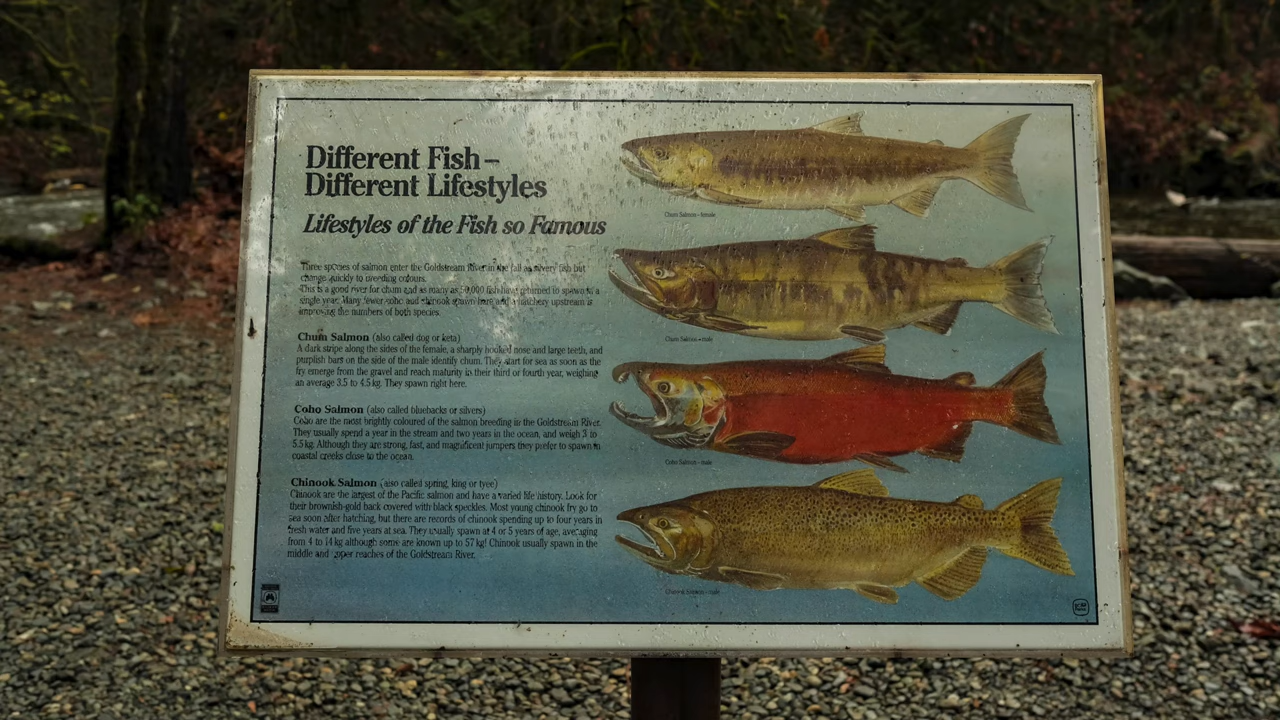 Different Fish –
Different Lifestyles
Lifestyles of the Fish so Famous
Three species of salmon enter the Goldstream River in the fall as silvery fish but
change quickly to breeding colours.
This is a good river for chum and as many as 50,000 fish have returned to spawn in a
single year. Many fewer coho and chinook spawn here and a hatchery upstream is
improving the numbers of both species.
Chum Salmon (also called dog or keta)
A dark stripe along the sides of the female, a sharply hooked nose and large teeth, and
purplish bars on the side of the male identify chum. They start for sea as soon as the
fry emerge from the gravel and reach maturity in their third or fourth year, weighing
an average 3.5 to 4.5 kg. They spawn right here.
Coho Salmon (also called bluebacks or silvers)
Coho are the most brightly coloured of the salmon breeding in the Goldstream River.
They usually spend a year in the stream and two years in the ocean, and weigh 3 to
5.5 kg. Although they are strong, fast, and magnificent jumpers they prefer to spawn in
coastal creeks close to the ocean.
Chinook Salmon (also called spring, king or tyee)
Chinook are the largest of the Pacific salmon and have a varied life history. Look for
their brownish-gold back covered with black speckles. Most young chinook fry go to
sea soon after hatching, but there are records of chinook spending up to four years in
fresh water and five years at sea. They usually spawn at 4 or 5 years of age, averaging
from 4 to 14 kg although some are known up to 57 kg! Chinook usually spawn in the
middle and upper reaches of the Goldstream River.
Chum Salmon - female
Chum Salmon - male
Coho Salmon - male
Chinook Salmon - male